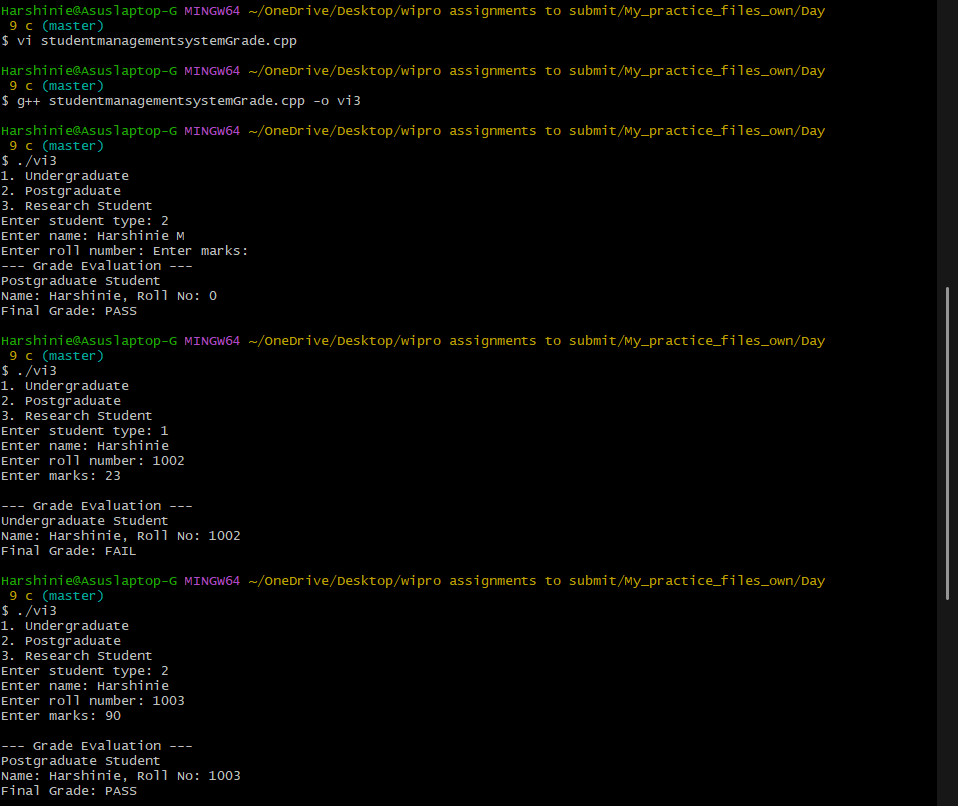 Harshinie@Asuslaptop-G MINGW64 ~/OneDrive/Desktop/wipro assignments to submit/My_practice_files_own/Day
 9 c (master)
$ vi studentmanagementsystemGrade.cpp

Harshinie@Asuslaptop-G MINGW64 ~/OneDrive/Desktop/wipro assignments to submit/My_practice_files_own/Day
 9 c (master)
$ g++ studentmanagementsystemGrade.cpp -o vi3

Harshinie@Asuslaptop-G MINGW64 ~/OneDrive/Desktop/wipro assignments to submit/My_practice_files_own/Day
 9 c (master)
$ ./vi3
1. Undergraduate
2. Postgraduate
3. Research Student
Enter student type: 2
Enter name: Harshinie M
Enter roll number: Enter marks:
--- Grade Evaluation ---
Postgraduate Student
Name: Harshinie, Roll No: 0
Final Grade: PASS

Harshinie@Asuslaptop-G MINGW64 ~/OneDrive/Desktop/wipro assignments to submit/My_practice_files_own/Day
 9 c (master)
$ ./vi3
1. Undergraduate
2. Postgraduate
3. Research Student
Enter student type: 1
Enter name: Harshinie
Enter roll number: 1002
Enter marks: 23

--- Grade Evaluation ---
Undergraduate Student
Name: Harshinie, Roll No: 1002
Final Grade: FAIL

Harshinie@Asuslaptop-G MINGW64 ~/OneDrive/Desktop/wipro assignments to submit/My_practice_files_own/Day
 9 c (master)
$ ./vi3
1. Undergraduate
2. Postgraduate
3. Research Student
Enter student type: 2
Enter name: Harshinie
Enter roll number: 1003
Enter marks: 90

--- Grade Evaluation ---
Postgraduate Student
Name: Harshinie, Roll No: 1003
Final Grade: PASS